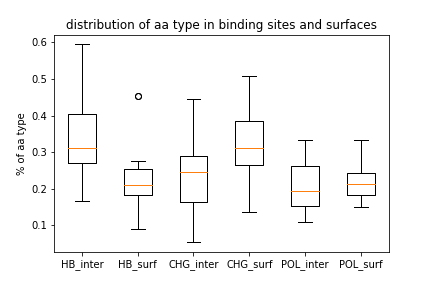 distribution of aa type in binding sites and surfaces
% of aa type
0.6
0.5
0.4
0.3
0.2
0.1
HB_inter HB_surf CHG_inter CHG_surf POL_inter POL_surf